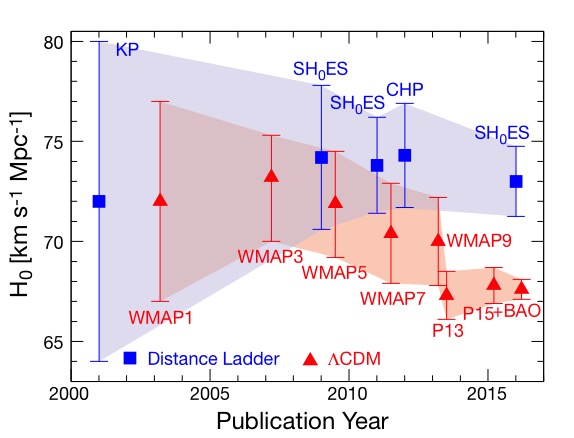 80
75
70
65
H0 [km s-1 Mpc-1]
KP
SH0ES
SH0ES
CHP
SH0ES
WMAP1
WMAP3
WMAP5
WMAP7
WMAP9
P13
P15+BAO
Distance Ladder
ΛCDM
2000 2005 2010 2015
Publication Year